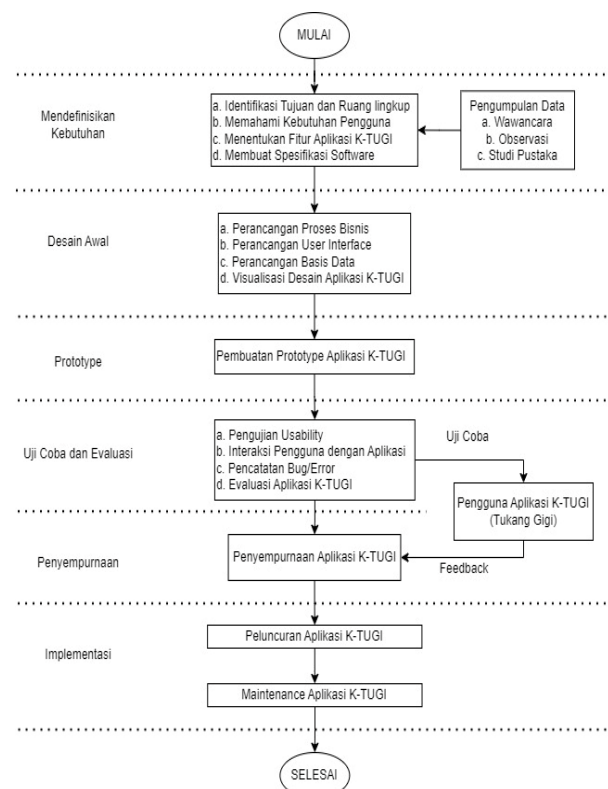 MULAI
Mendefinisikan
Kebutuhan
a. Identifikasi Tujuan dan Ruang lingkup
b. Memahami Kebutuhan Pengguna
c. Menentukan Fitur Aplikasi K-TUGI
d. Membuat Spesifikasi Software
Pengumpulan Data
a. Wawancara
b. Observasi
c. Studi Pustaka
Desain Awal
a. Perancangan Proses Bisnis
b. Perancangan User Interface
c. Perancangan Basis Data
d. Visualisasi Desain Aplikasi K-TUGI
Prototype
Pembuatan Prototype Aplikasi K-TUGI
Uji Coba dan Evaluasi
a. Pengujian Usability
b. Interaksi Pengguna dengan Aplikasi
c. Pencatatan Bug/Error
d. Evaluasi Aplikasi K-TUGI
Uji Coba
Pengguna Aplikasi K-TUGI
(Tukang Gigi)
Penyempurnaan
Penyempurnaan Aplikasi K-TUGI
Feedback
Implementasi
Peluncuran Aplikasi K-TUGI
Maintenance Aplikasi K-TUGI
SELESAI